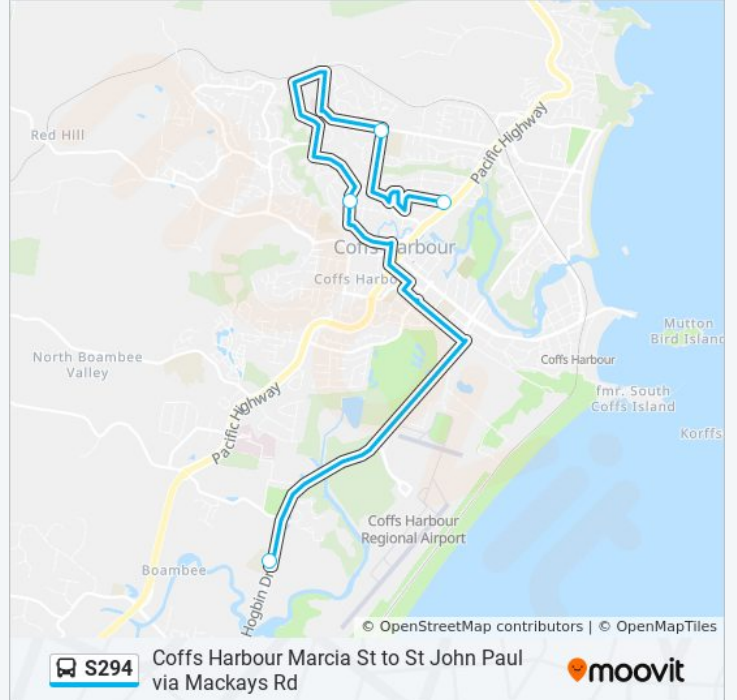 Pacific Highway
Red Hill
Coffs Harbour
Coffs Harbo
Mutton
Bird Island
North Boambee
Valley
Coffs Harbour
fmr. South
Coffs Island
Pacific Highway
Korffs
Coffs Harbour
Regional Airport
Boambee
Hogbin Dri
© OpenStreetMap contributors | © OpenMapTiles
S294
Coffs Harbour Marcia St to St John Paul
via Mackays Rd
moovit